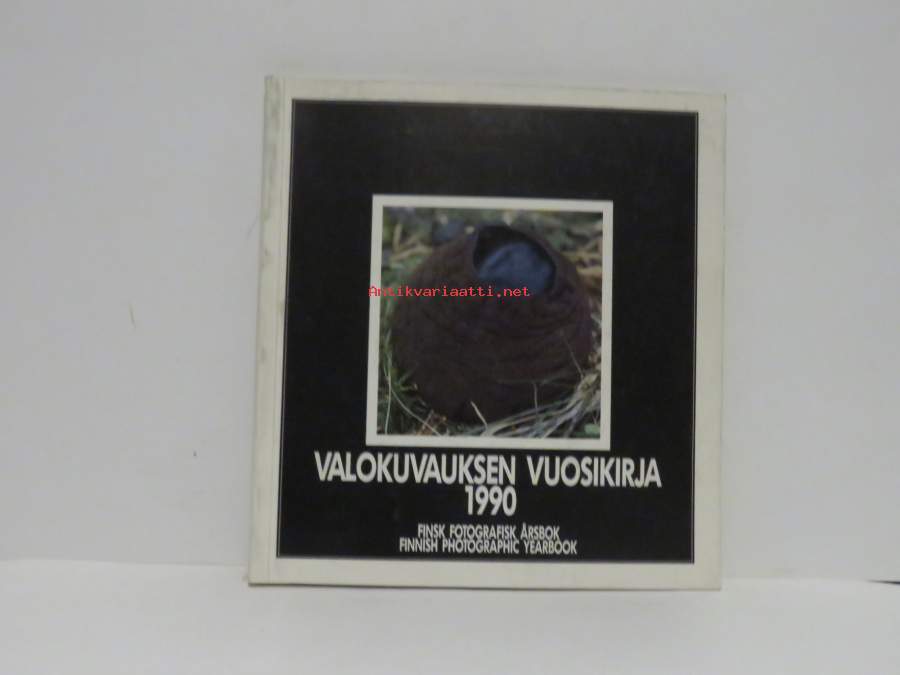 Antikvariaatti.net
VALOKUVAUKSEN VUOSIKIRJA
1990
FINSK FOTOGRAFISK ÅRSBOK
FINNISH PHOTOGRAPHIC YEARBOOK